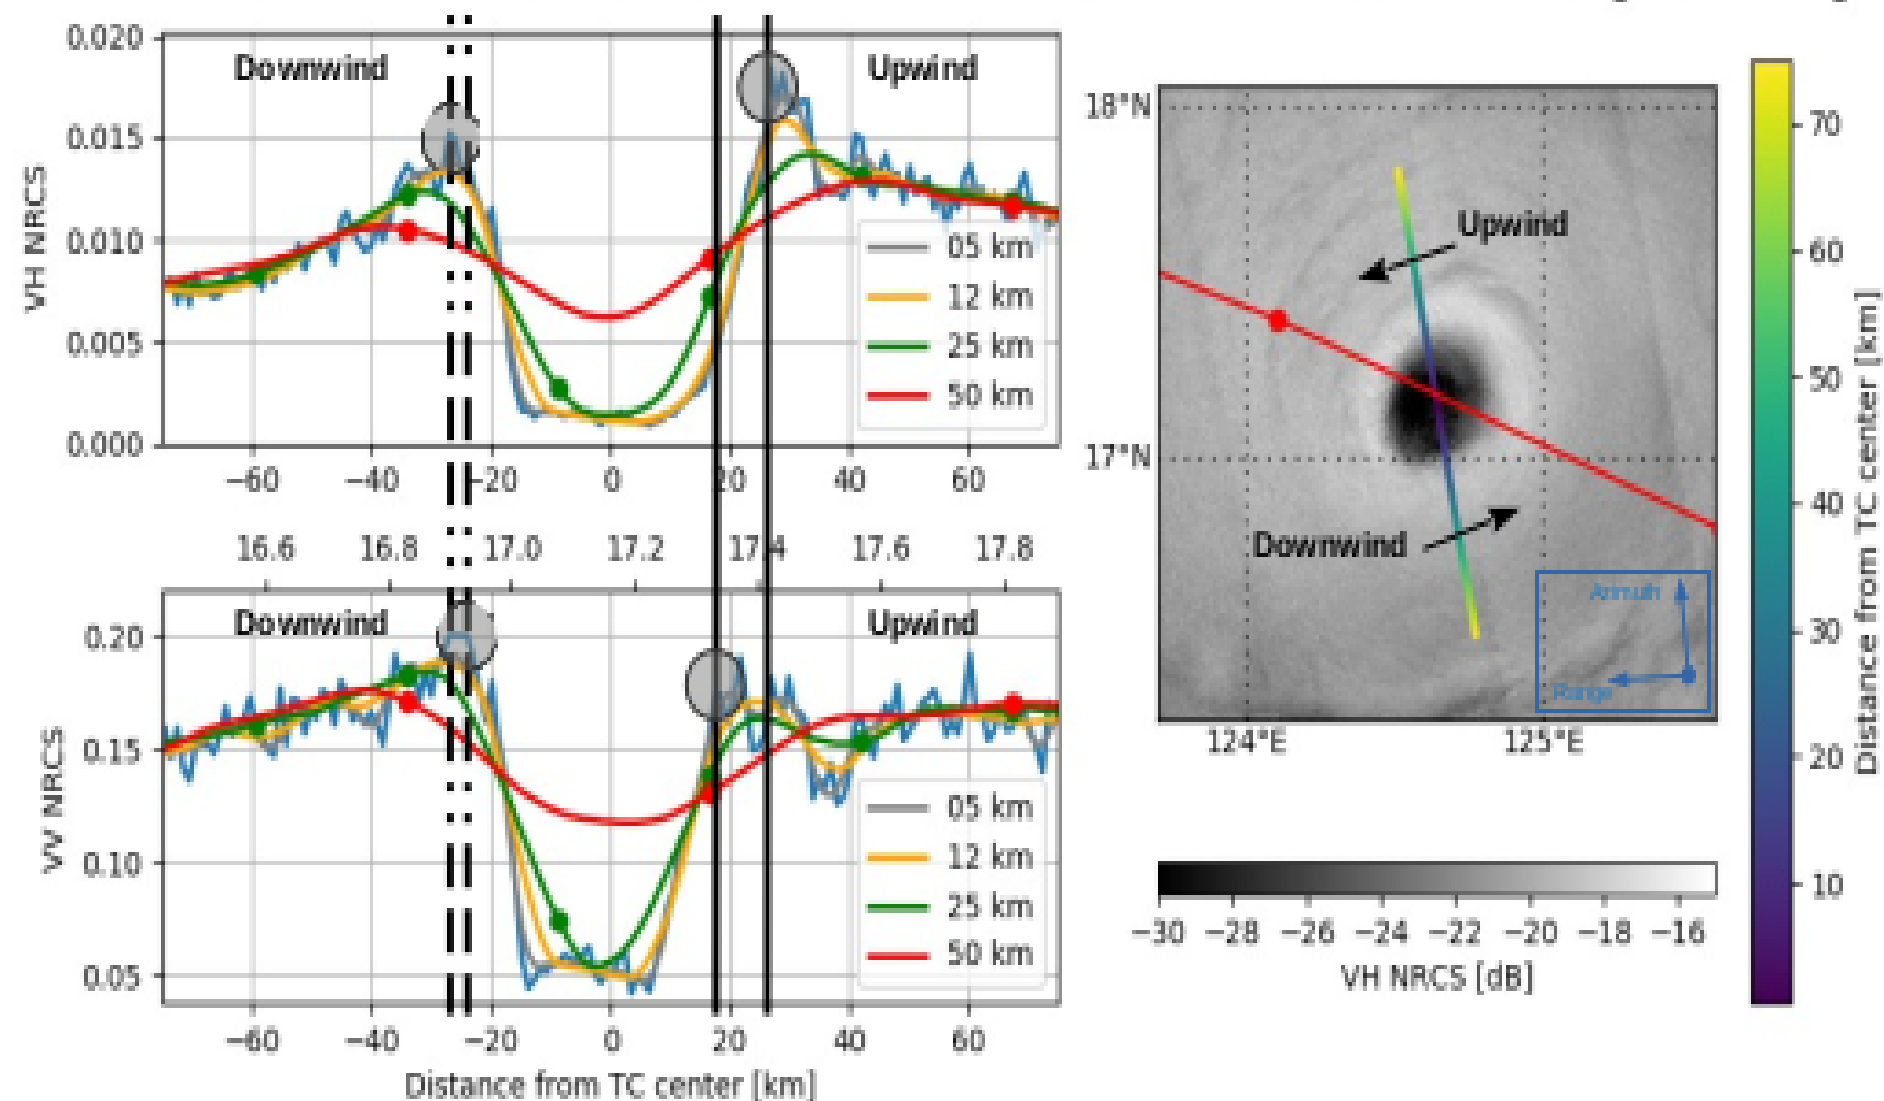 0.020
0.015
0.010
0.005
0.000
VH NRCS
Downwind
Upwind
05 km
12 km
25 km
50 km
−60 −40 −20 0 20 40 60
16.6 16.8 17.0 17.2 17.4 17.6 17.8
0.20
0.15
0.10
0.05
VV NRCS
Downwind
Upwind
05 km
12 km
25 km
50 km
−60 −40 −20 0 20 40 60
Distance from TC center [km]
18°N
17°N
Upwind
Downwind
Azimuth
Range
124°E 125°E
−30 −28 −26 −24 −22 −20 −18 −16
VH NRCS [dB]
70
60
50
40
30
20
10
Distance from TC center [km]